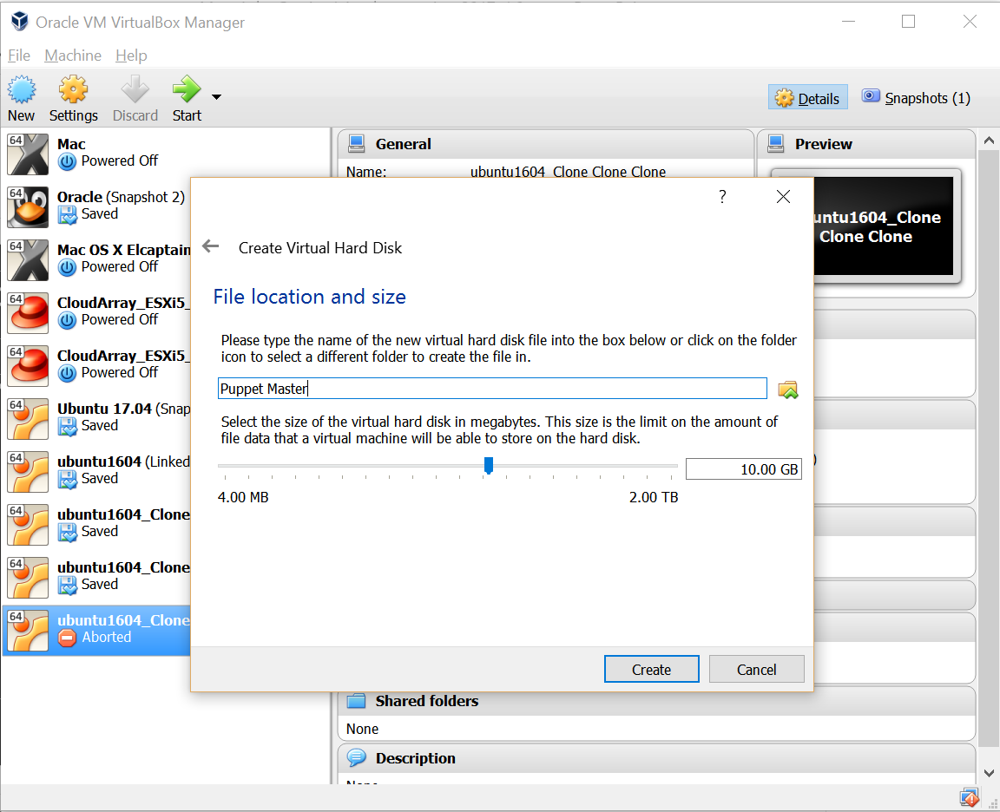 Oracle VM VirtualBox Manager
File Machine Help
New Settings Discard Start
Details Snapshots (1)
64 Mac
Powered Off
64 Oracle (Snapshot 2)
Saved
64 Mac OS X Elcaptain
Powered Off
64 CloudArray_ESXi5_
Powered Off
64 CloudArray_ESXi5_
Powered Off
64 Ubuntu 17.04 (Snap
Saved
64 ubuntu1604 (Linked
Saved
64 ubuntu1604_Clone
Saved
64 ubuntu1604_Clone
Saved
64 ubuntu1604_Clone
Aborted
General
Name: ubuntu1604_Clone Clone Clone
Preview
untu1604_Clone
Clone Clone
?
Create Virtual Hard Disk
File location and size
Please type the name of the new virtual hard disk file into the box below or click on the folder
icon to select a different folder to create the file in.
Puppet Master
Select the size of the virtual hard disk in megabytes. This size is the limit on the amount of
file data that a virtual machine will be able to store on the hard disk.
10.00 GB
4.00 MB 2.00 TB
Create Cancel
)
Shared folders
None
Description